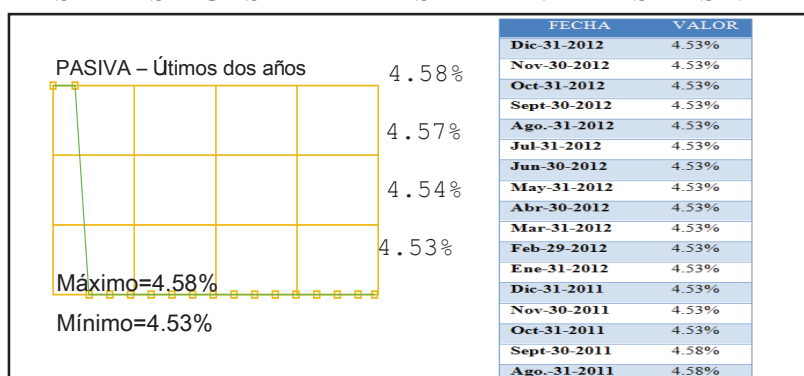 PASIVA – Útimos dos años
4.58%
4.57%
4.54%
4.53%
Máximo=4.58%
Mínimo=4.53%
FECHA VALOR
Dic-31-2012 4.53%
Nov-30-2012 4.53%
Oct-31-2012 4.53%
Sept-30-2012 4.53%
Ago.-31-2012 4.53%
Jul-31-2012 4.53%
Jun-30-2012 4.53%
May-31-2012 4.53%
Abr-30-2012 4.53%
Mar-31-2012 4.53%
Feb-29-2012 4.53%
Ene-31-2012 4.53%
Dic-31-2011 4.53%
Nov-30-2011 4.53%
Oct-31-2011 4.53%
Sept-30-2011 4.58%
Ago.-31-2011 4.58%